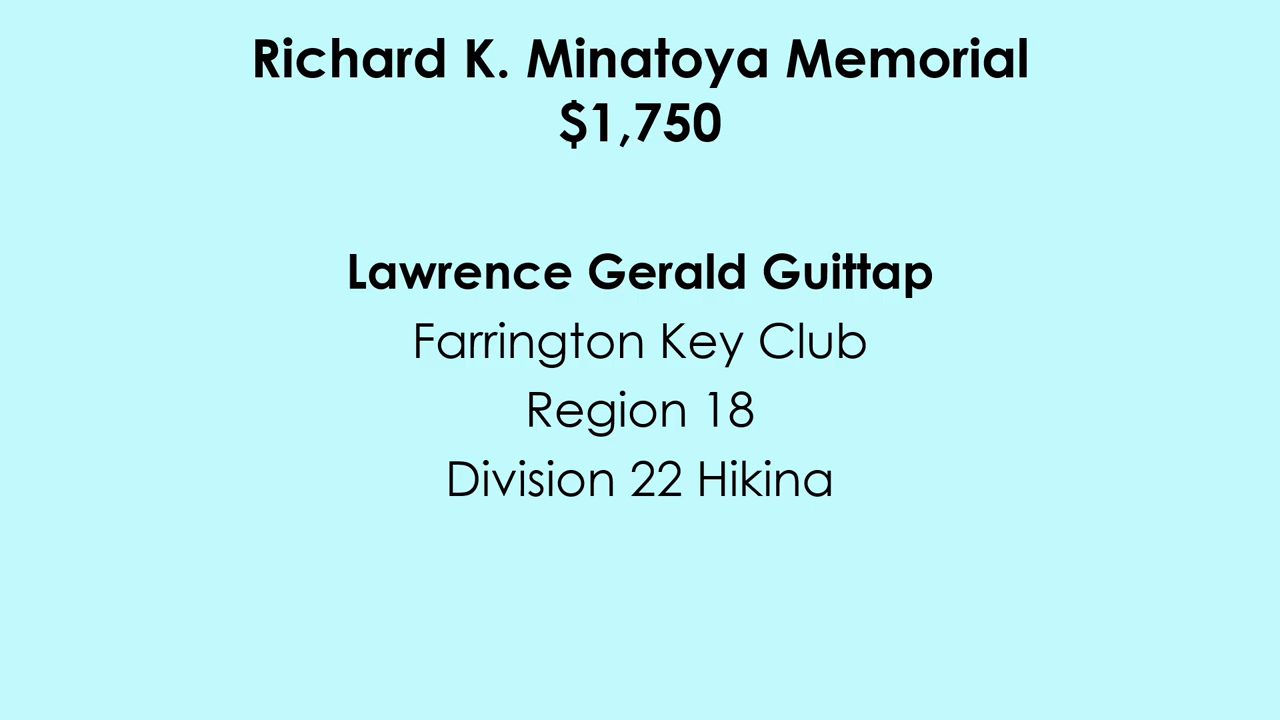 Richard K. Minatoya Memorial
$1,750
Lawrence Gerald Guittap
Farrington Key Club
Region 18
Division 22 Hikina